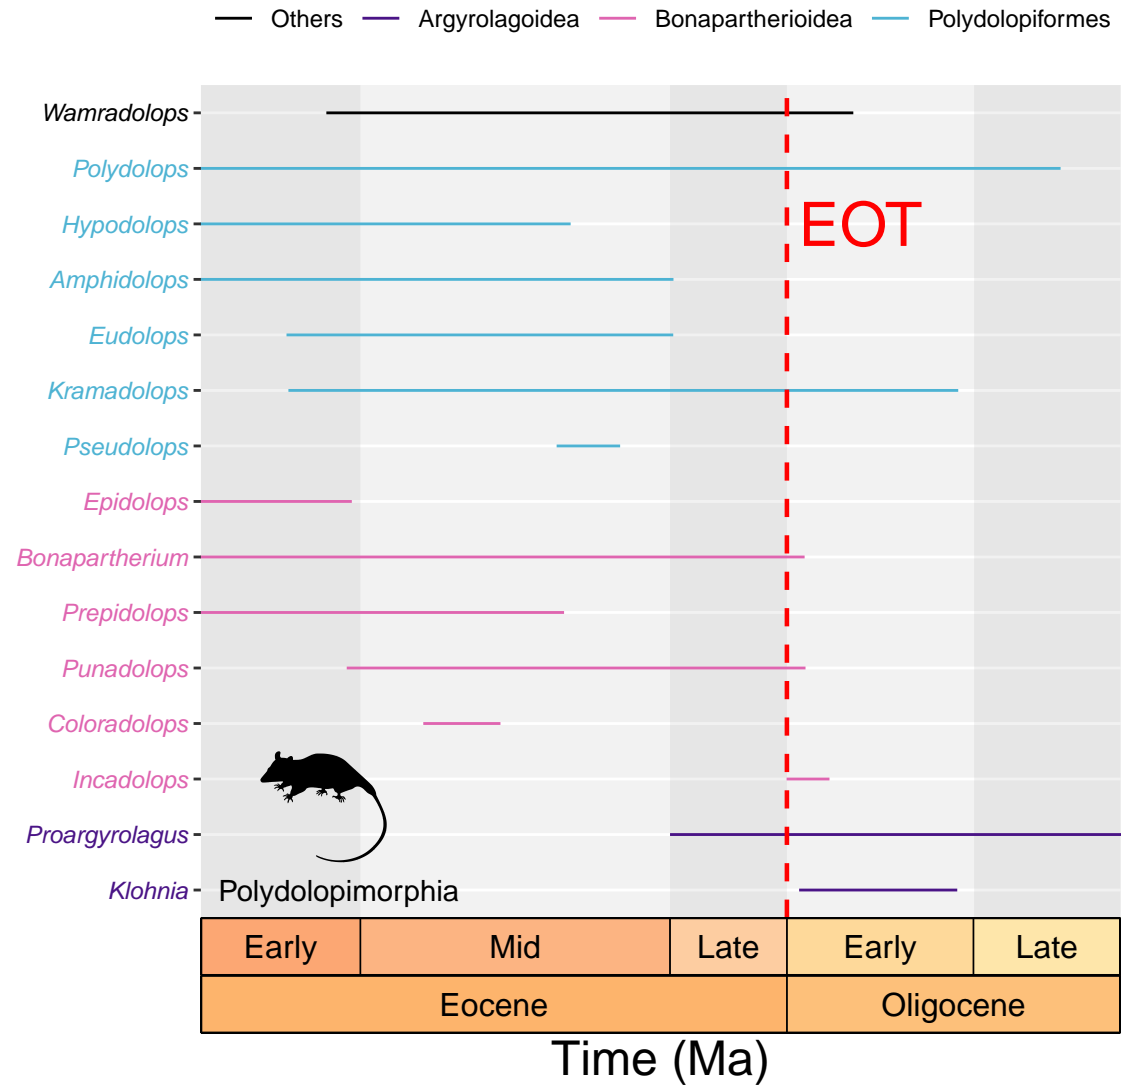 Others Argyrolagoidea Bonapartherioidea Polydolopiformes
Wamradolops
Polydolops
EOT
Hypodolops
Amphidolops
Eudolops
Kramadolops
Pseudolops
Epidolops
Bonapartherium
Prepidolops
Punadolops
Coloradolops
Incadolops
Proargyrolagus
Klohnia
Polydolopimorphia
Early Mid Late Early Late
Eocene Oligocene
Time (Ma)